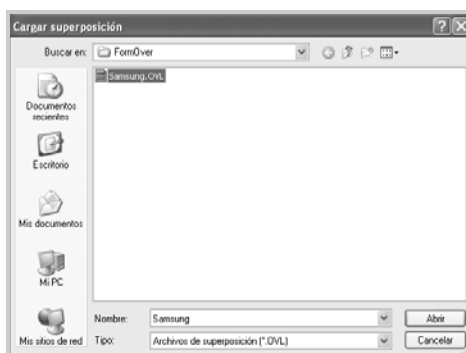 Cargar superposición
Buscar en: FormOver
Samsung.OVL
Documentos
recientes
Escritorio
Mis documentos
Mi PC
Mis sitios de red
Nombre: Samsung Abrir
Tipo: Archivos de superposición (*.OVL) Cancelar